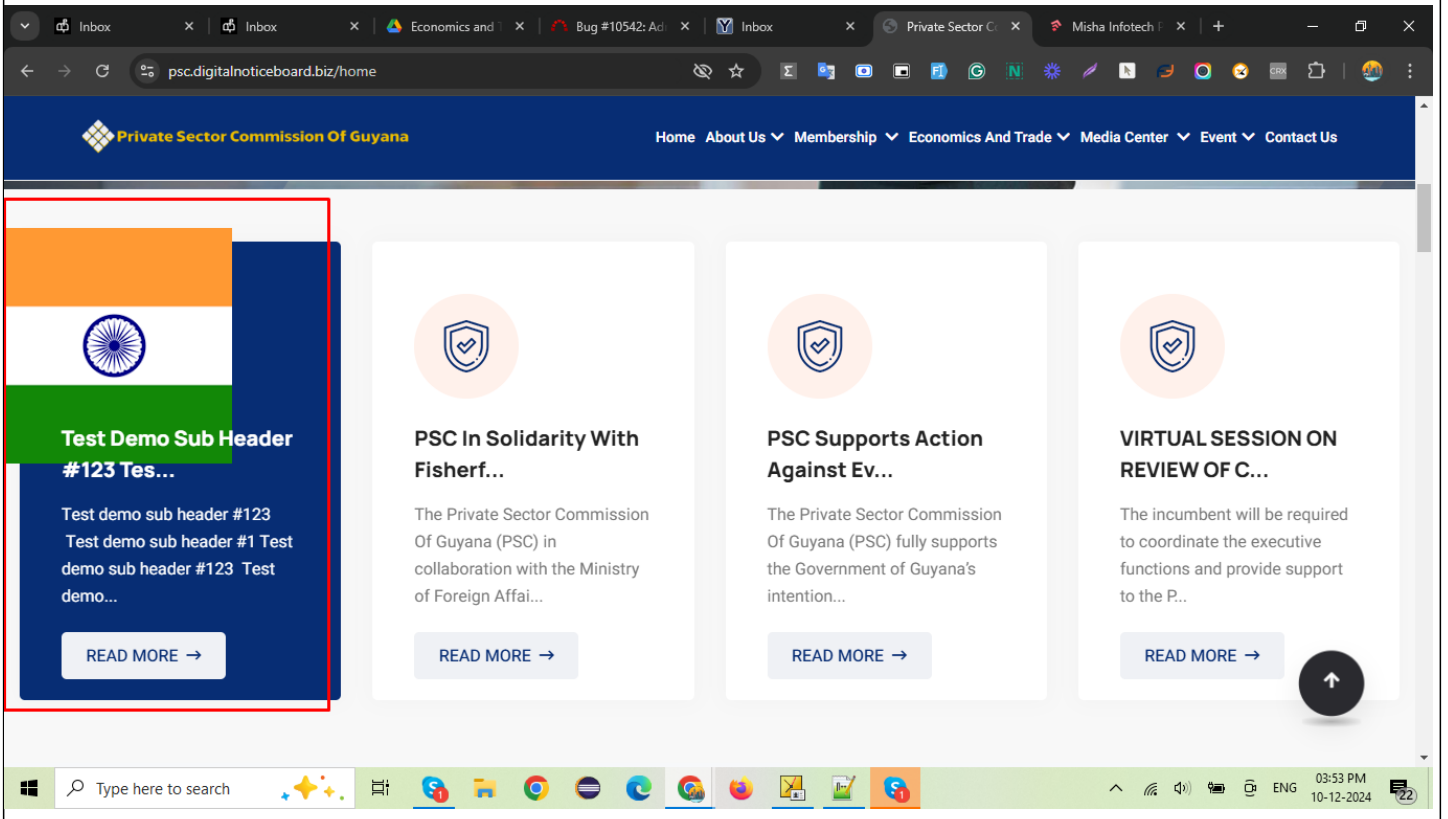 Inbox
Inbox
Economics and T
Bug #10542: Ad
Inbox
Private Sector C
Misha Infotech P
psc.digitalnoticeboard.biz/home
CRX
Private Sector Commission Of Guyana
Home About Us Membership Economics And Trade Media Center Event Contact Us
Test Demo Sub Header
#123 Tes...
Test demo sub header #123
Test demo sub header #1 Test
demo sub header #123 Test
demo...
READ MORE →
PSC In Solidarity With
Fisherf...
The Private Sector Commission
Of Guyana (PSC) in
collaboration with the Ministry
of Foreign Affai...
READ MORE →
PSC Supports Action
Against Ev...
The Private Sector Commission
Of Guyana (PSC) fully supports
the Government of Guyana's
intention...
READ MORE →
VIRTUAL SESSION ON
REVIEW OF C...
The incumbent will be required
to coordinate the executive
functions and provide support
to the P...
READ MORE →
Type here to search
ENG
03:53 PM
10-12-2024
22